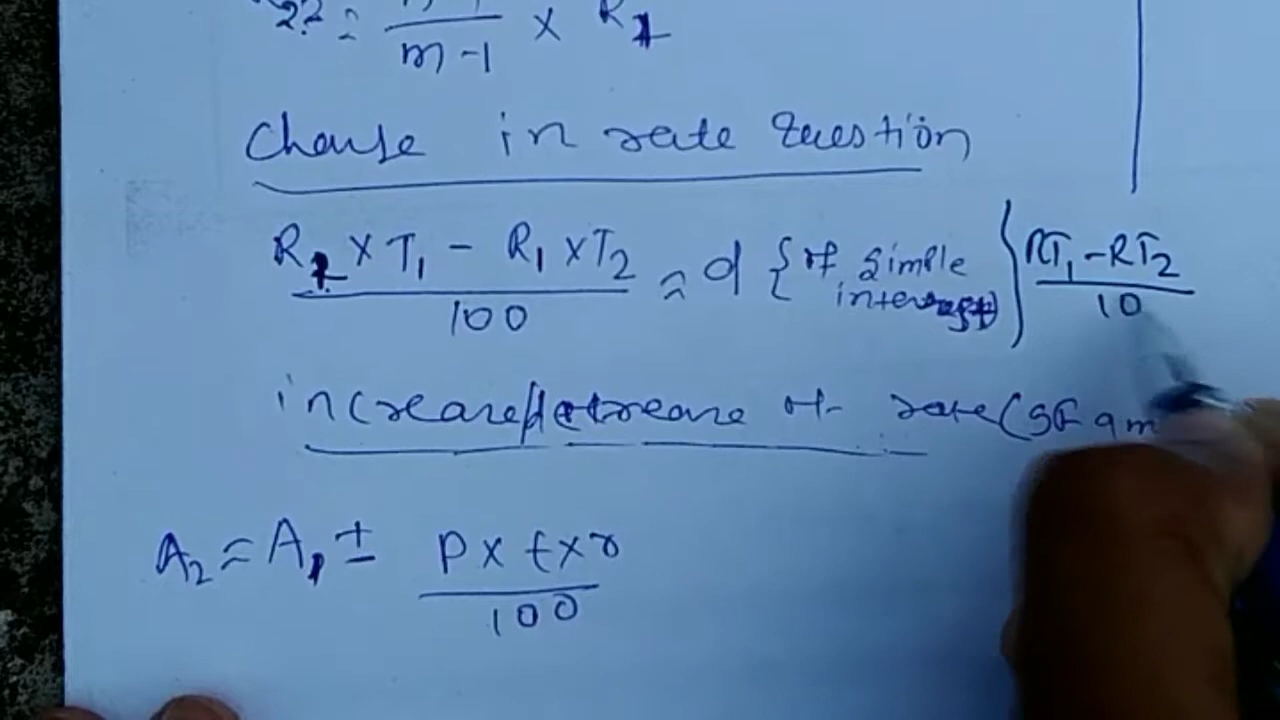 m-1 × R1
Change in rate question
R2 × T1 - R1 × T2 / 100 = d { of simple interest } RT1 - RT2 / 10
increase/decrease of rate (SI am
A2 = A1 ± P × t × r / 100